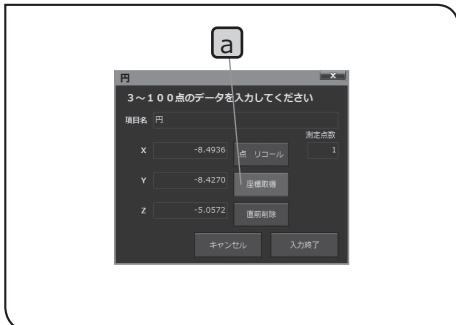 a
円
x
3～100点のデータを入力してください
項目名 円
測定点数
X -8.4936 点 リコール 1
Y -8.4270 座標取得
Z -5.0572 直前削除
キャンセル 入力終了